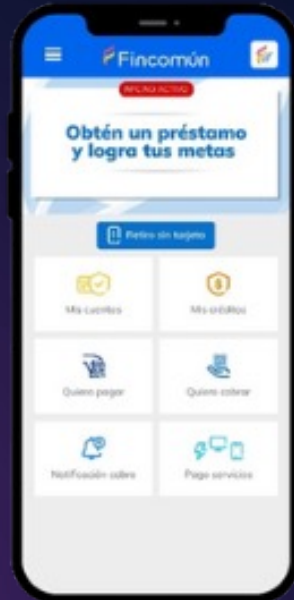 Fincomún
Obtén un préstamo
y logra tus metas
Retiro sin tarjeta
Mis cuentas
Mis créditos
Quiero pagar
Quiero cobrar
Notificación cobro
Pago servicios